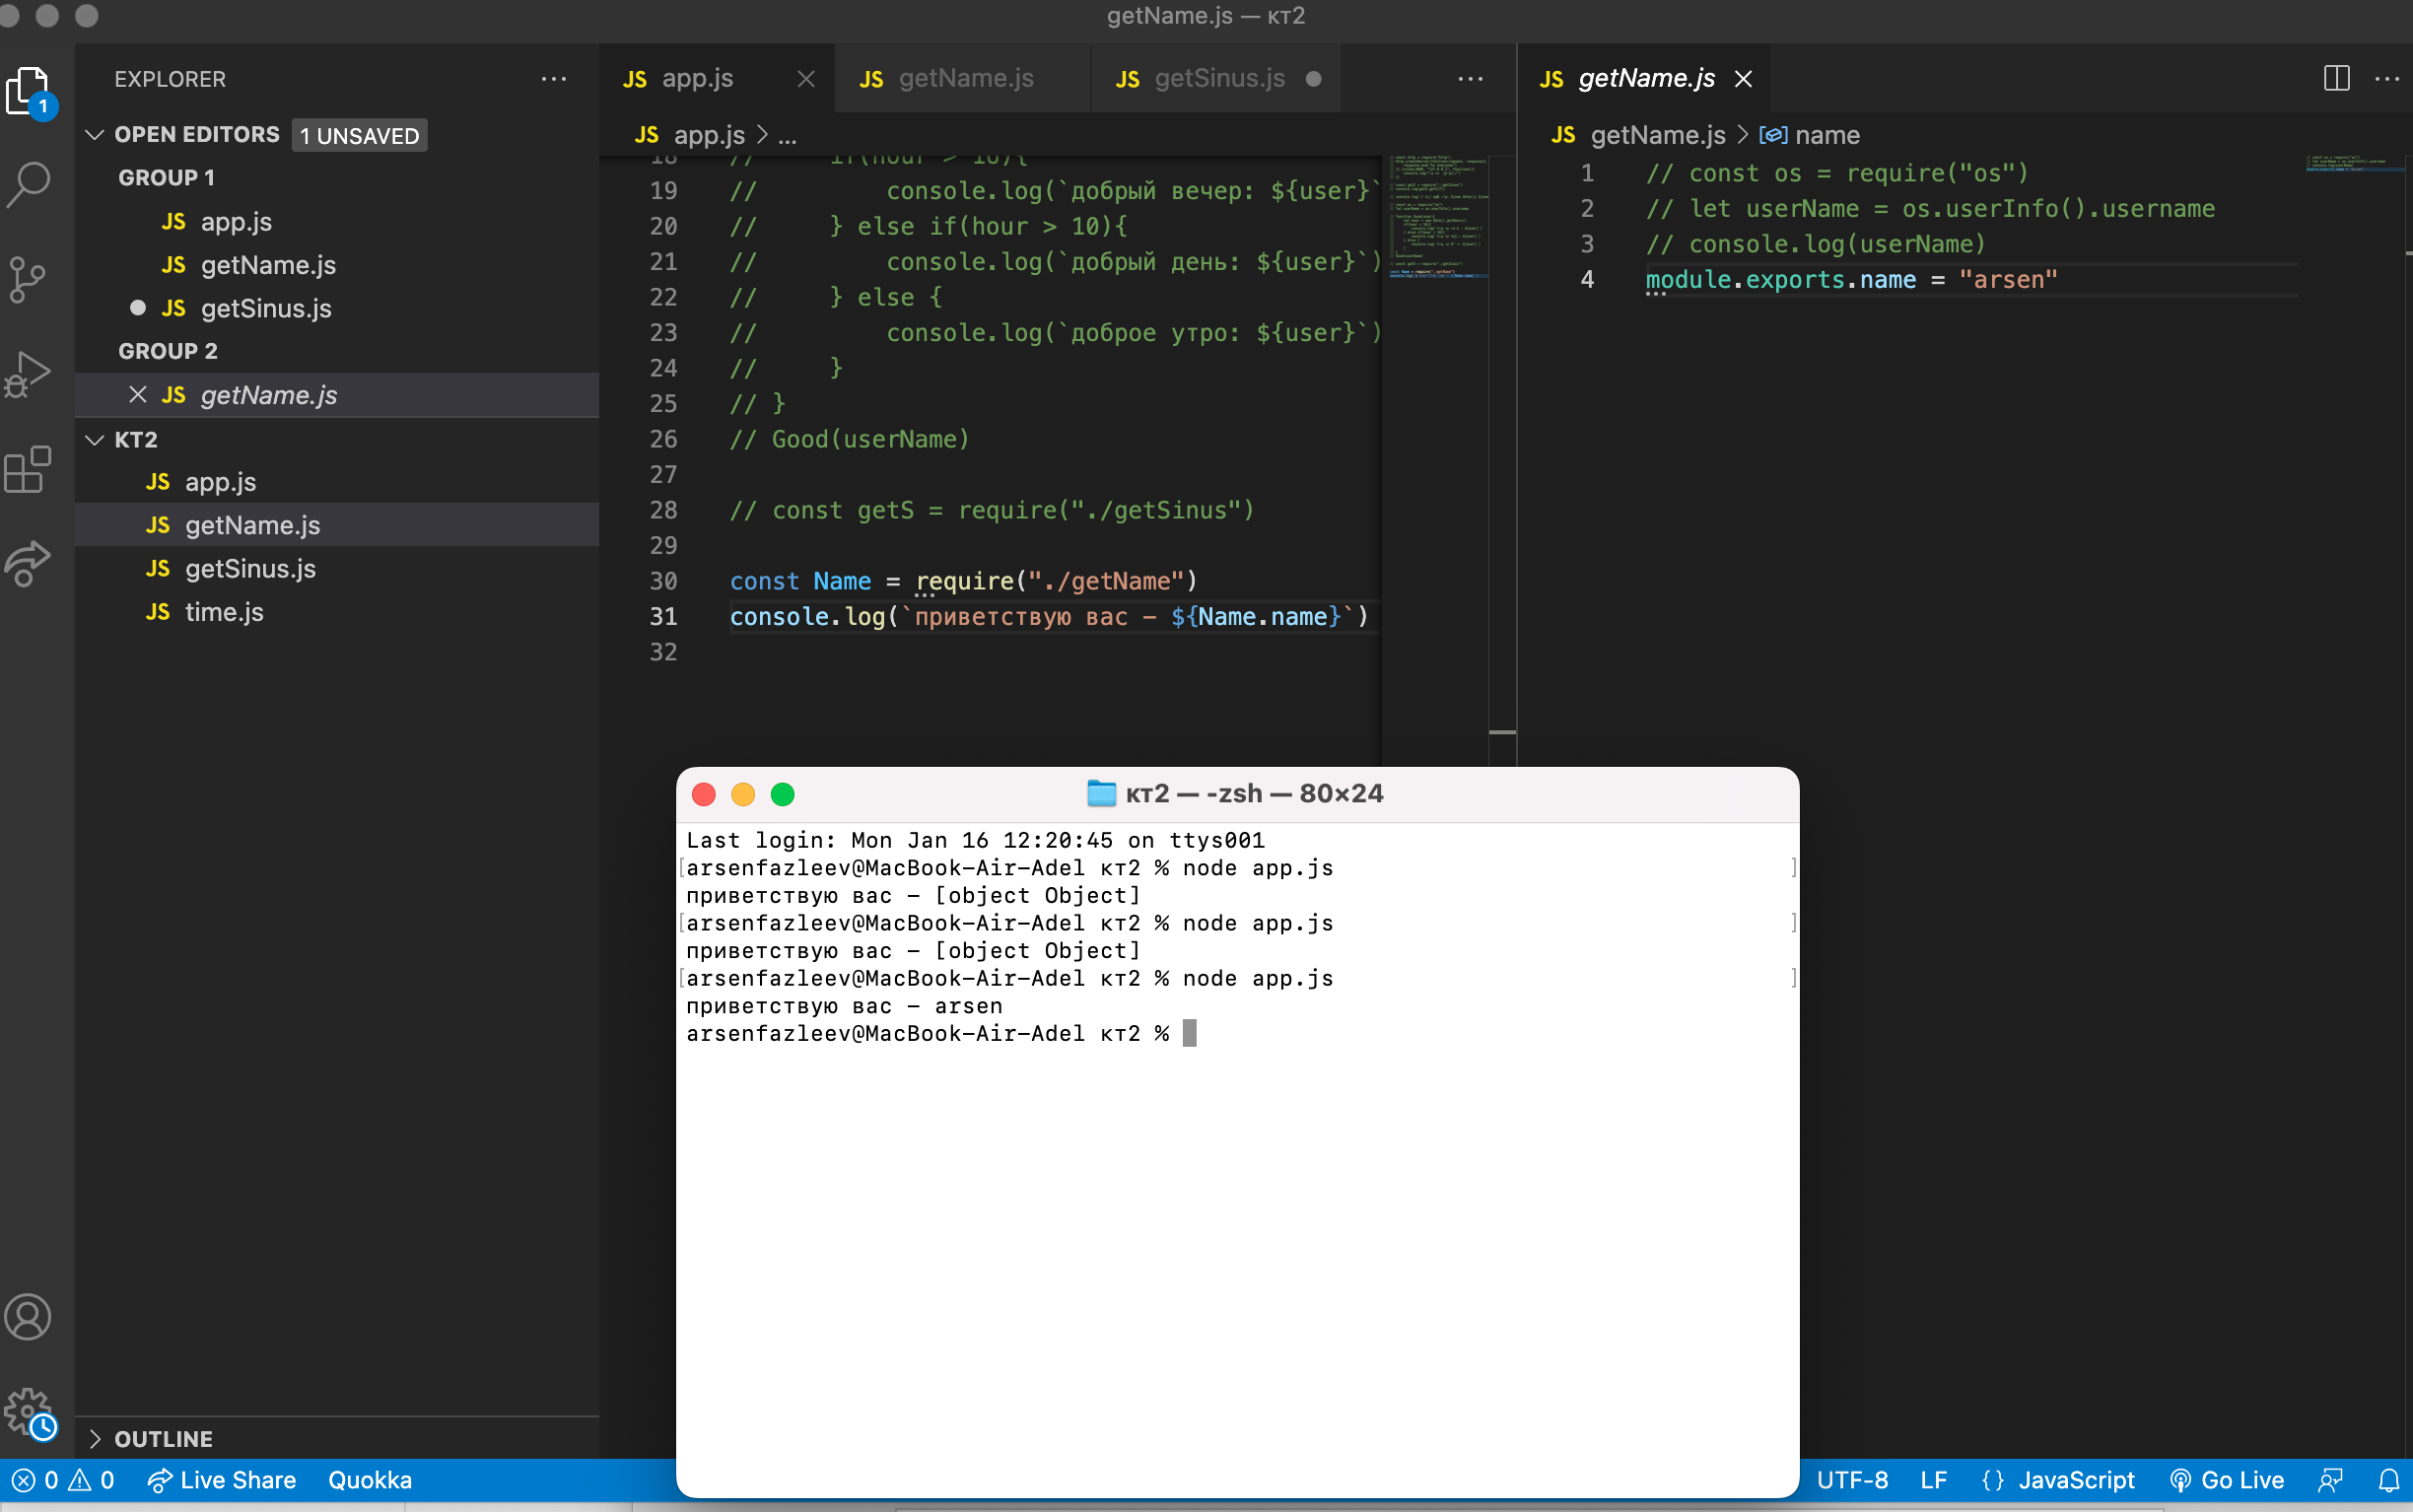 getName.js — кт2
EXPLORER
1
OPEN EDITORS 1 UNSAVED
GROUP 1
JS app.js
JS getName.js
JS getSinus.js
GROUP 2
JS getName.js
KT2
JS app.js
JS getName.js
JS getSinus.js
JS time.js
OUTLINE
JS app.js
JS getName.js
JS getSinus.js
JS app.js > ...
18 // if(hour > 18){
19 // console.log(`добрый вечер: ${user}`
20 // } else if(hour > 10){
21 // console.log(`добрый день: ${user}`)
22 // } else {
23 // console.log(`доброе утро: ${user}`)
24 // }
25 // }
26 // Good(userName)
27
28 // const getS = require("./getSinus")
29
30 const Name = require("./getName")
31 console.log(`приветствую вас - ${Name.name}`)
32
JS getName.js
JS getName.js > name
1 // const os = require("os")
2 // let userName = os.userInfo().username
3 // console.log(userName)
4 module.exports.name = "arsen"
кт2 — -zsh — 80×24
Last login: Mon Jan 16 12:20:45 on ttys001
[arsenfazleev@MacBook-Air-Adel кт2 % node app.js ]
приветствую вас - [object Object]
[arsenfazleev@MacBook-Air-Adel кт2 % node app.js ]
приветствую вас - [object Object]
[arsenfazleev@MacBook-Air-Adel кт2 % node app.js ]
приветствую вас - arsen
arsenfazleev@MacBook-Air-Adel кт2 %
0 0 Live Share Quokka
UTF-8 LF {} JavaScript Go Live